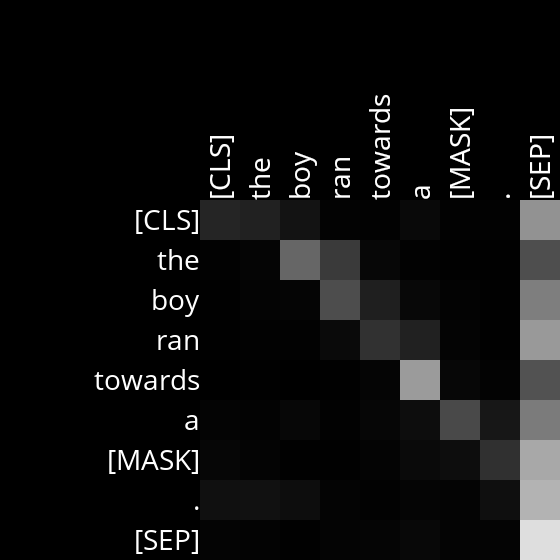 [CLS] the boy ran towards a [MASK] . [SEP]
[CLS]
the
boy
ran
towards
a
[MASK]
.
[SEP]